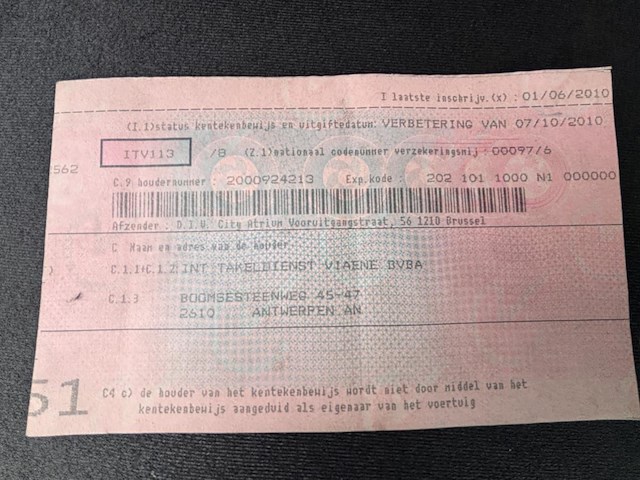 I laatste inschrijv.(x) : 01/06/2010
(I.1)status kentekenbewijs en uitgiftedatum: VERBETERING VAN 07/10/2010
ITV113 /8 (Z.1)nationaal codenummer verzekeringsmij : 00097/6
562
C.9 houdernummer : 2000924213 Exp.kode : 202 101 1000 N1 000000
Afzender : D.I.V. City Atrium Vooruitgangstraat, 56 1210 Brussel
C Naam en adres van de houder
) C.1.1+C.1.2: INT TAKELDIENST VIAENE BVBA
C.1.3 BOOMSESTEENWEG 45-47
2610 ANTWERPEN AN
51
C4 c) de houder van het kentekenbewijs wordt niet door middel van het
kentekenbewijs aangeduid als eigenaar van het voertuig